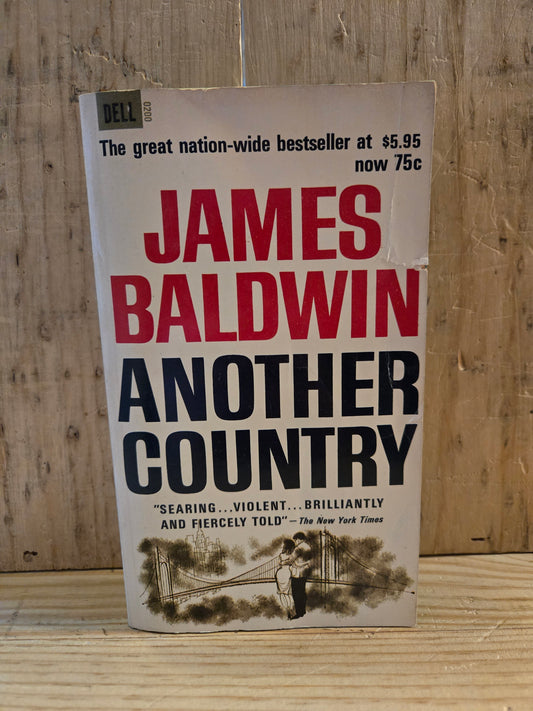 DELL
0200
The great nation-wide bestseller at $5.95
now 75c
JAMES
BALDWIN
ANOTHER
COUNTRY
"SEARING...VIOLENT...BRILLIANTLY
AND FIERCELY TOLD"—The New York Times